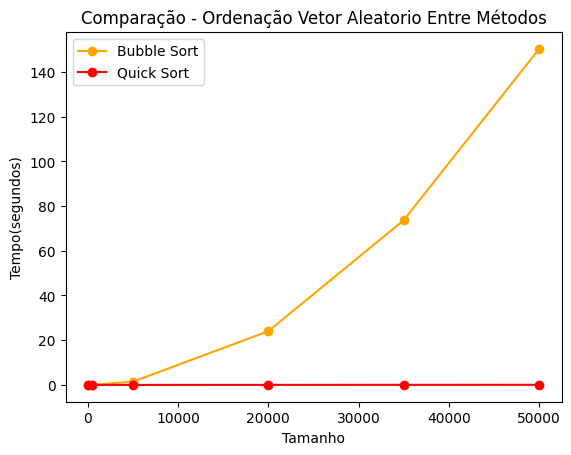 Comparação - Ordenação Vetor Aleatorio Entre Métodos
Bubble Sort
Quick Sort
Tempo(segundos)
140
120
100
80
60
40
20
0
0 10000 20000 30000 40000 50000
Tamanho